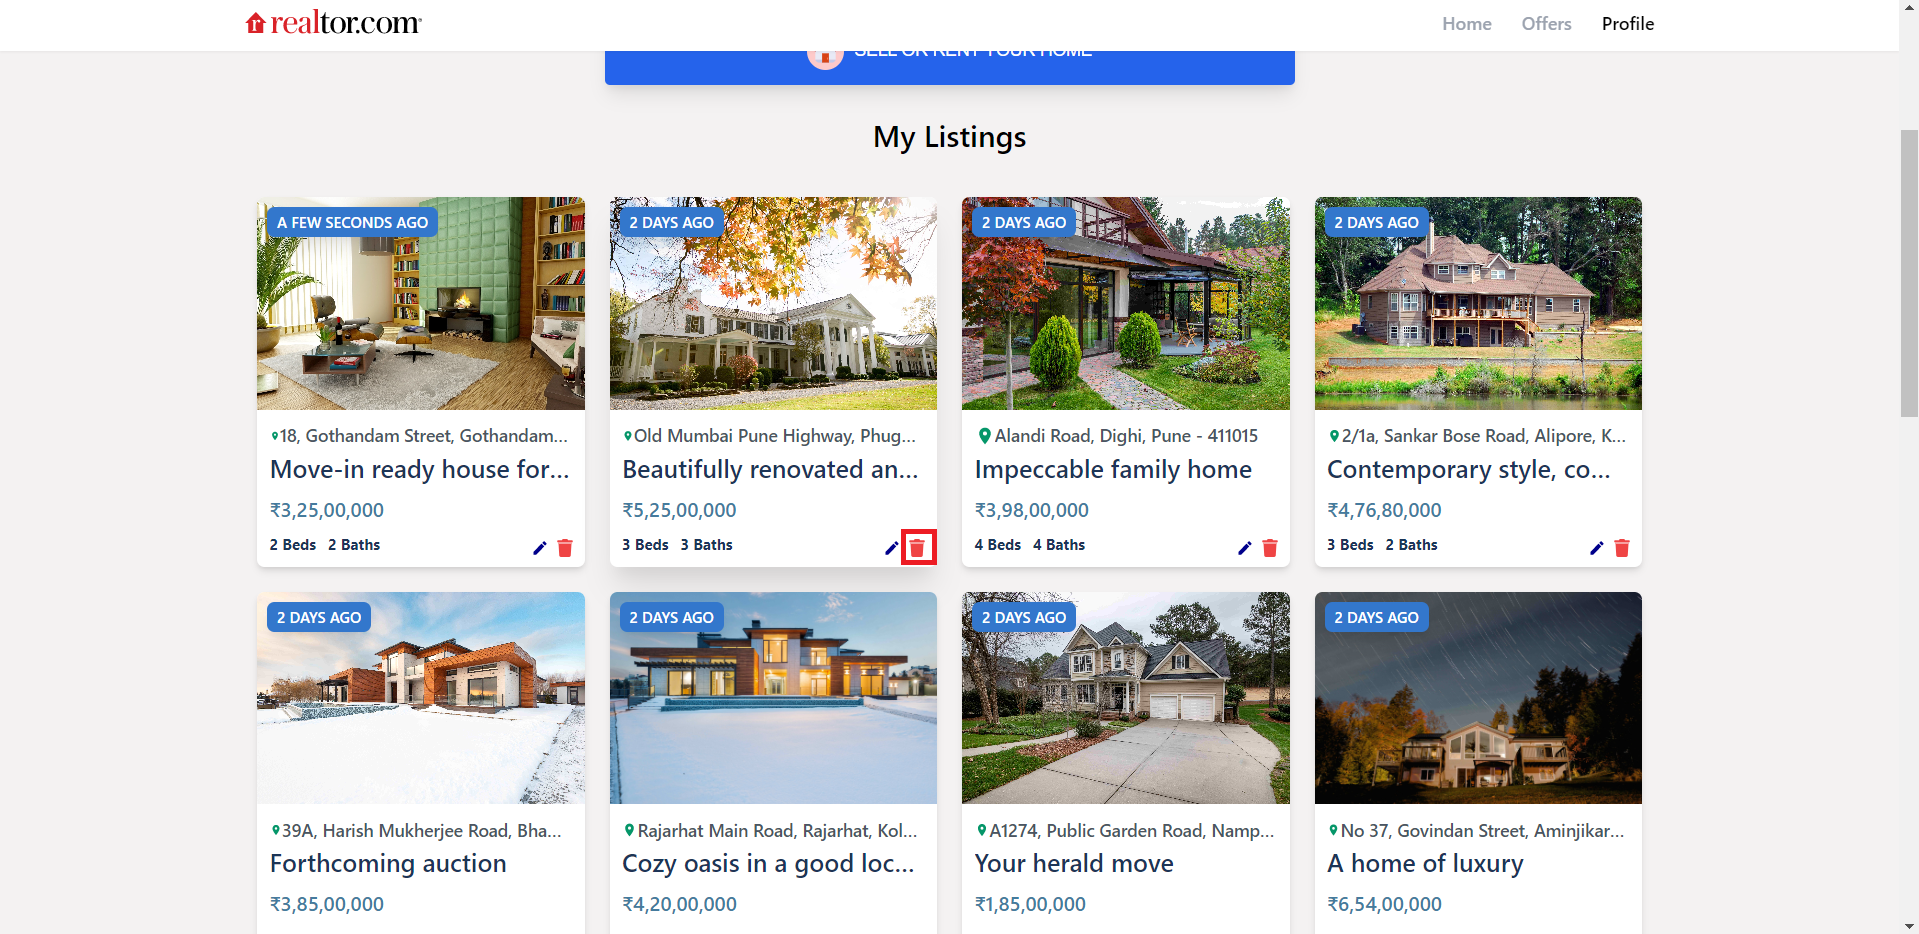 realtor.com
Home Offers Profile
SELL OR RENT YOUR HOME
My Listings
A FEW SECONDS AGO
2 DAYS AGO
2 DAYS AGO
2 DAYS AGO
18, Gothandam Street, Gothandam...
Old Mumbai Pune Highway, Phug...
Alandi Road, Dighi, Pune - 411015
2/1a, Sankar Bose Road, Alipore, K...
Move-in ready house for...
Beautifully renovated an...
Impeccable family home
Contemporary style, co...
₹3,25,00,000
₹5,25,00,000
₹3,98,00,000
₹4,76,80,000
2 Beds 2 Baths
3 Beds 3 Baths
4 Beds 4 Baths
3 Beds 2 Baths
2 DAYS AGO
2 DAYS AGO
2 DAYS AGO
2 DAYS AGO
39A, Harish Mukherjee Road, Bha...
Rajarhat Main Road, Rajarhat, Kol...
A1274, Public Garden Road, Namp...
No 37, Govindan Street, Aminjikar...
Forthcoming auction
Cozy oasis in a good loc...
Your herald move
A home of luxury
₹3,85,00,000
₹4,20,00,000
₹1,85,00,000
₹6,54,00,000